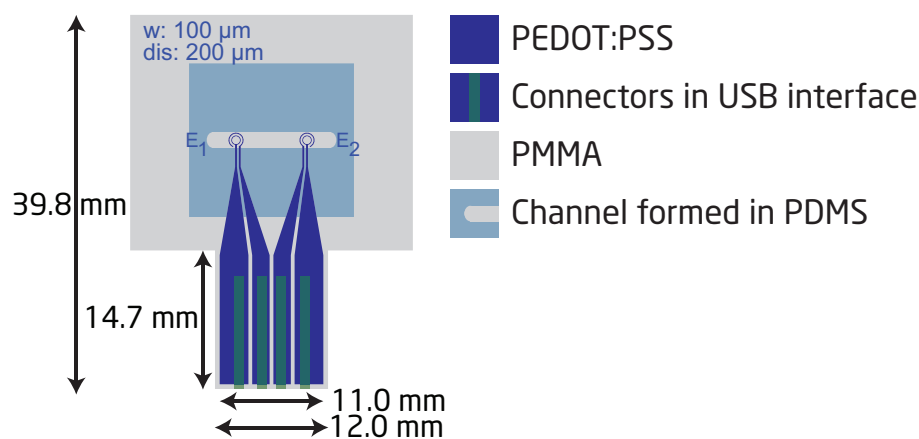 w: 100 µm
dis: 200 µm
E1
E2
39.8 mm
14.7 mm
11.0 mm
12.0 mm
PEDOT:PSS
Connectors in USB interface
PMMA
Channel formed in PDMS